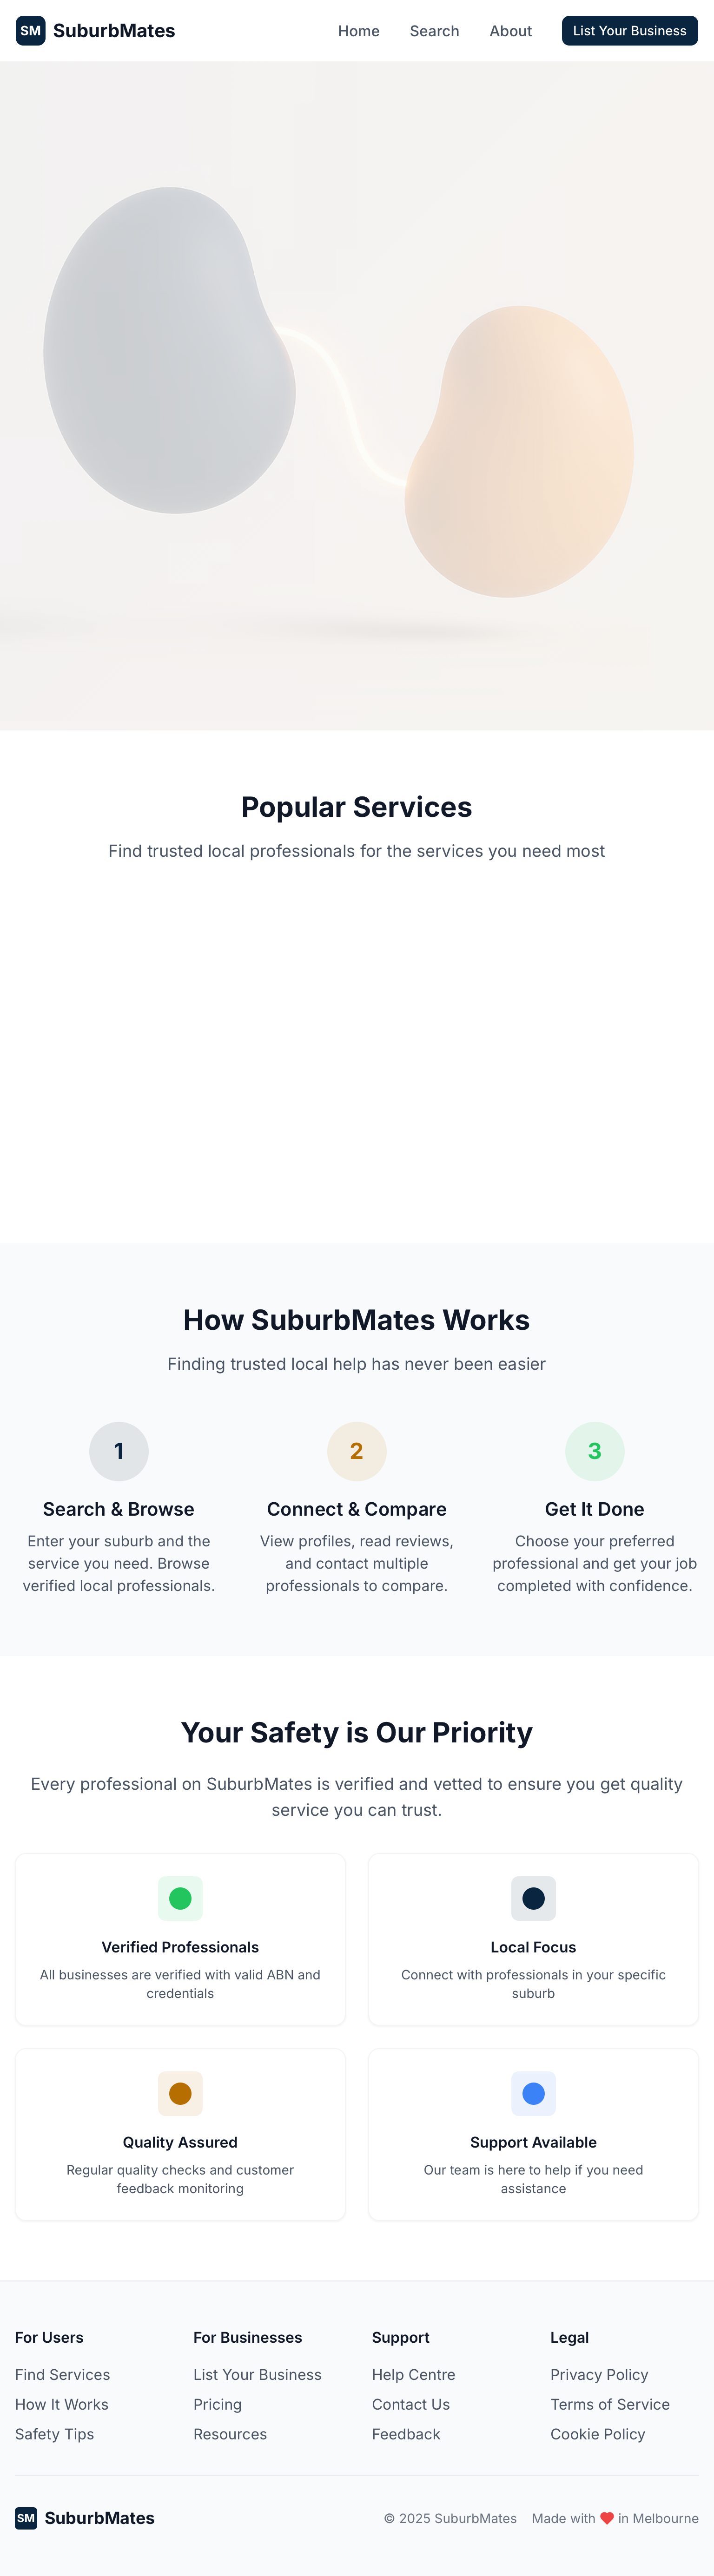 SM SuburbMates Home Search About List Your Business
Popular Services
Find trusted local professionals for the services you need most
How SuburbMates Works
Finding trusted local help has never been easier
1
Search & Browse
Enter your suburb and the
service you need. Browse
verified local professionals.
2
Connect & Compare
View profiles, read reviews,
and contact multiple
professionals to compare.
3
Get It Done
Choose your preferred
professional and get your job
completed with confidence.
Your Safety is Our Priority
Every professional on SuburbMates is verified and vetted to ensure you get quality
service you can trust.
Verified Professionals
All businesses are verified with valid ABN and
credentials
Local Focus
Connect with professionals in your specific
suburb
Quality Assured
Regular quality checks and customer
feedback monitoring
Support Available
Our team is here to help if you need
assistance
For Users
Find Services
How It Works
Safety Tips
For Businesses
List Your Business
Pricing
Resources
Support
Help Centre
Contact Us
Feedback
Legal
Privacy Policy
Terms of Service
Cookie Policy
SM SuburbMates © 2025 SuburbMates Made with ❤️ in Melbourne